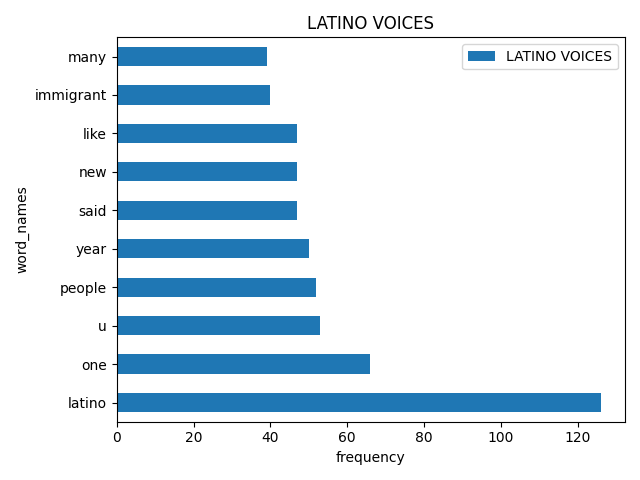 LATINO VOICES
LATINO VOICES
many
immigrant
like
new
said
year
people
u
one
latino
word_names
0 20 40 60 80 100 120
frequency